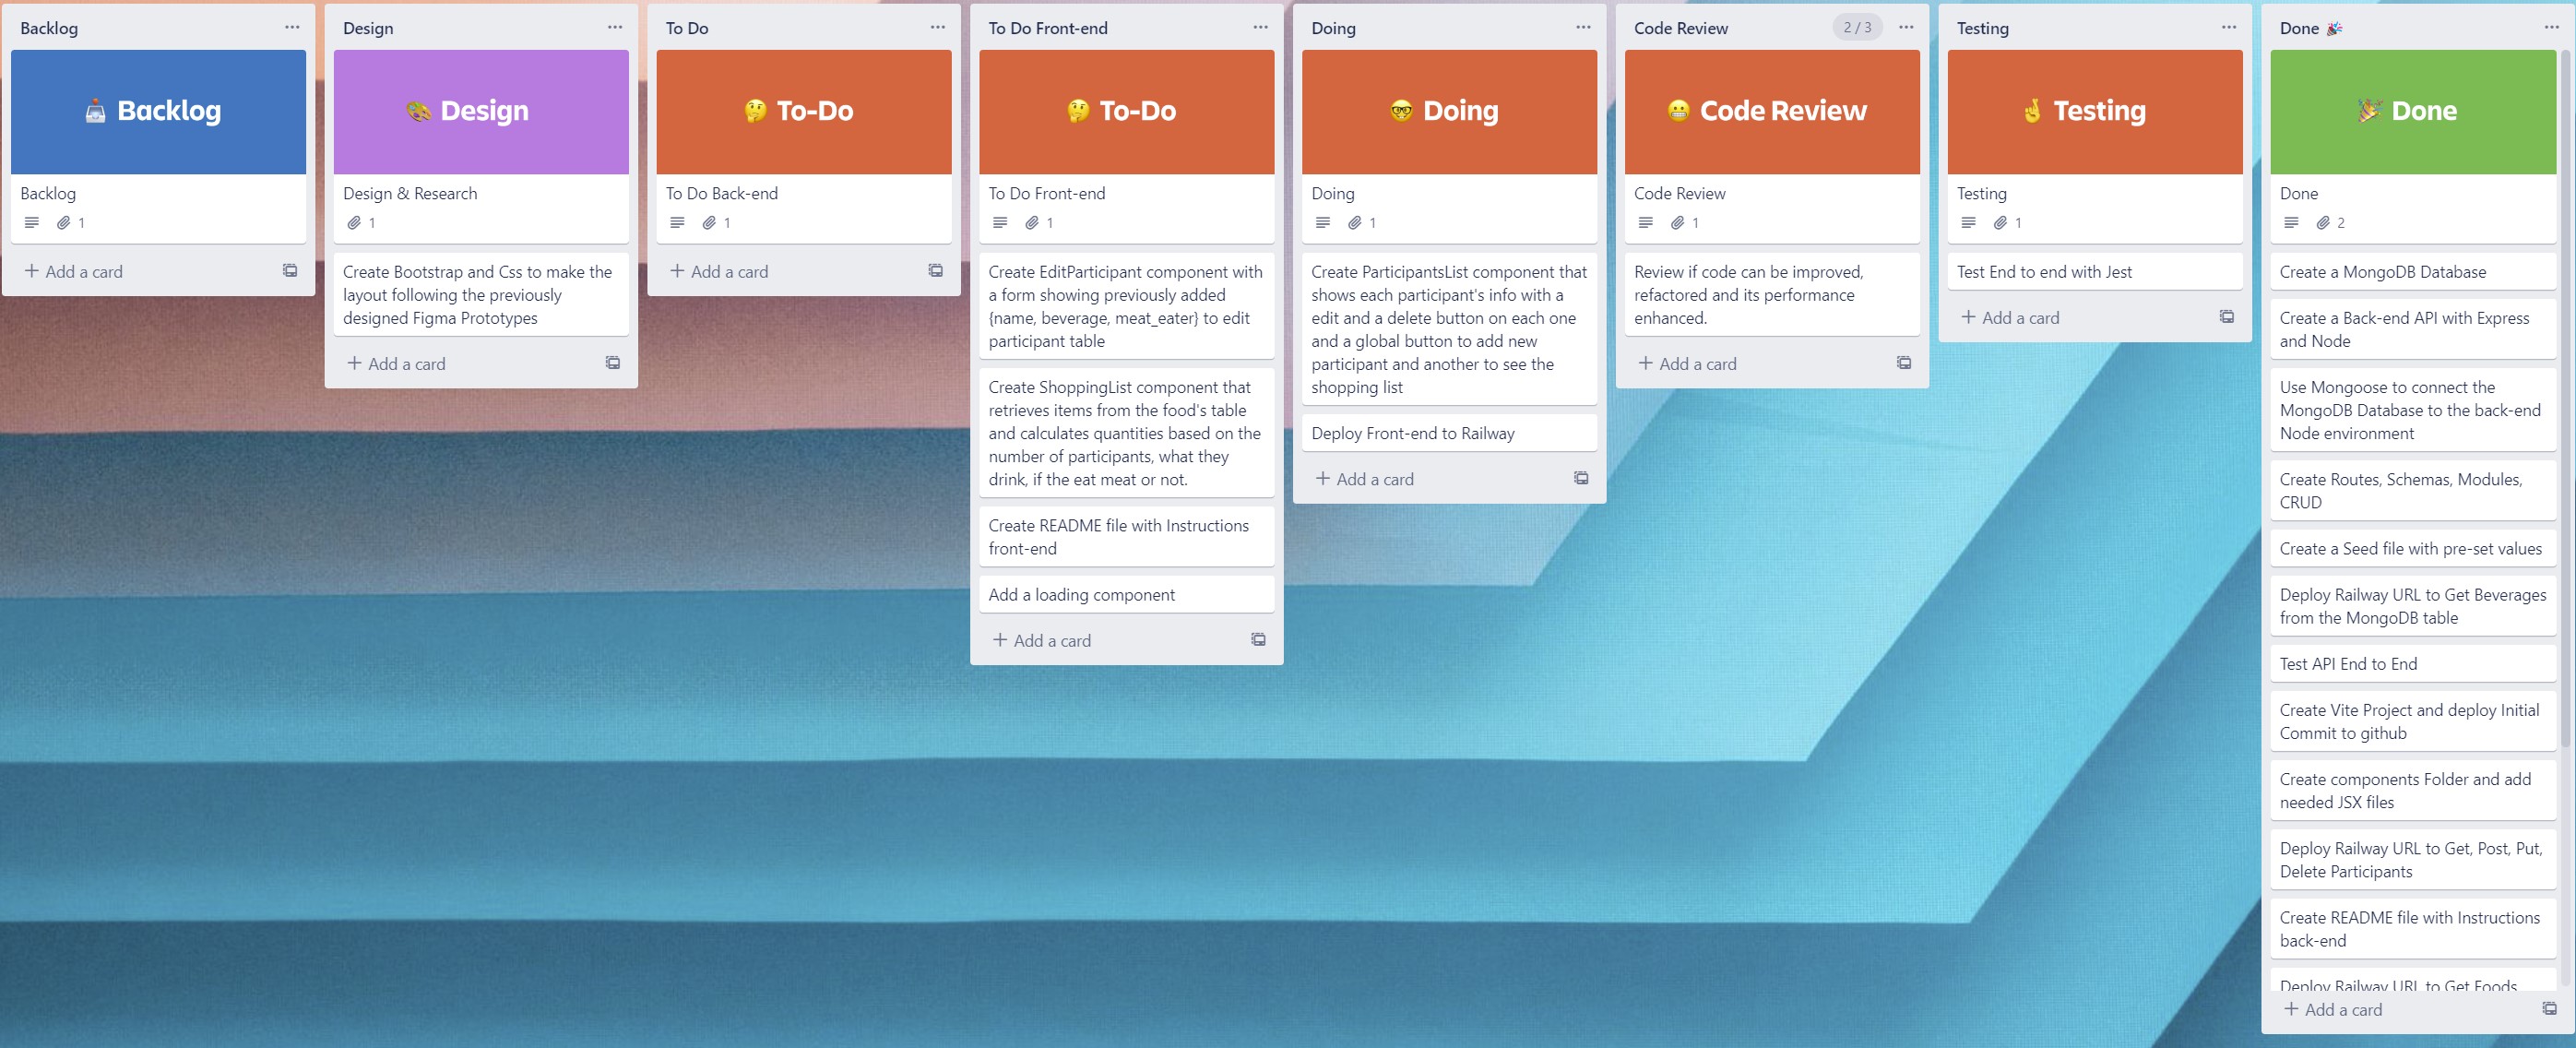 Backlog
Backlog
Backlog
1
Add a card
Design
Design
Design & Research
1
Create Bootstrap and Css to make the
layout following the previously
designed Figma Prototypes
Add a card
To Do
To-Do
To Do Back-end
1
Add a card
To Do Front-end
To-Do
To Do Front-end
1
Create EditParticipant component with
a form showing previously added
{name, beverage, meat_eater} to edit
participant table
Create ShoppingList component that
retrieves items from the food's table
and calculates quantities based on the
number of participants, what they
drink, if the eat meat or not.
Create README file with Instructions
front-end
Add a loading component
Add a card
Doing
Doing
Doing
1
Create ParticipantsList component that
shows each participant's info with a
edit and a delete button on each one
and a global button to add new
participant and another to see the
shopping list
Deploy Front-end to Railway
Add a card
Code Review 2 / 3
Code Review
Code Review
1
Review if code can be improved,
refactored and its performance
enhanced.
Add a card
Testing
Testing
Testing
1
Test End to end with Jest
Add a card
Done 🎉
Done
Done
2
Create a MongoDB Database
Create a Back-end API with Express
and Node
Use Mongoose to connect the
MongoDB Database to the back-end
Node environment
Create Routes, Schemas, Modules,
CRUD
Create a Seed file with pre-set values
Deploy Railway URL to Get Beverages
from the MongoDB table
Test API End to End
Create Vite Project and deploy Initial
Commit to github
Create components Folder and add
needed JSX files
Deploy Railway URL to Get, Post, Put,
Delete Participants
Create README file with Instructions
back-end
Deploy Railway URL to Get Foods
Add a card